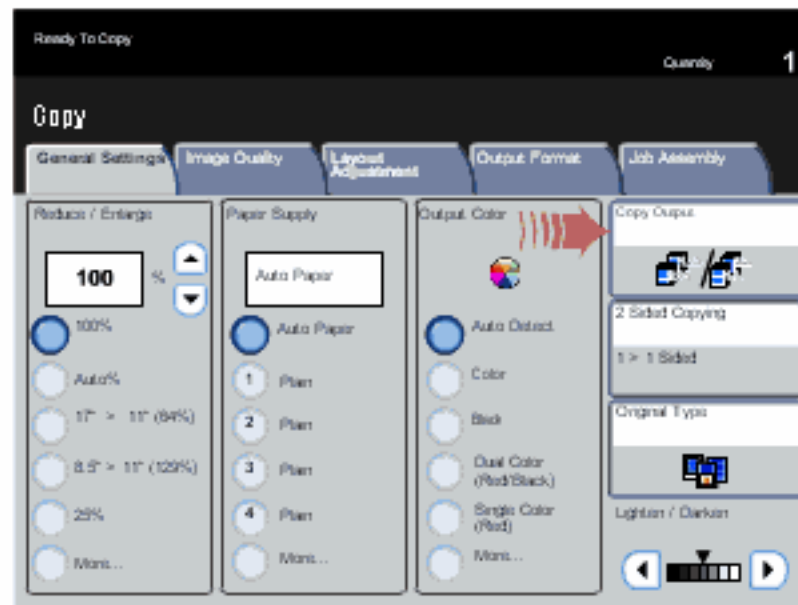 Ready To Copy
Quantity 1
Copy
General Settings
Image Quality
Layout
Adjustment
Output Format
Job Assembly
Reduce / Enlarge
100 %
100%
Auto%
17" > 11" (64%)
8.5" > 11" (129%)
25%
More...
Paper Supply
Auto Paper
Auto Paper
1 Plain
2 Plain
3 Plain
4 Plain
More...
Output Color
Auto Detect
Color
Black
Dual Color
(Red/Black)
Single Color
(Red)
More...
Copy Output
2 Sided Copying
1 > 1 Sided
Original Type
Lighten / Darken